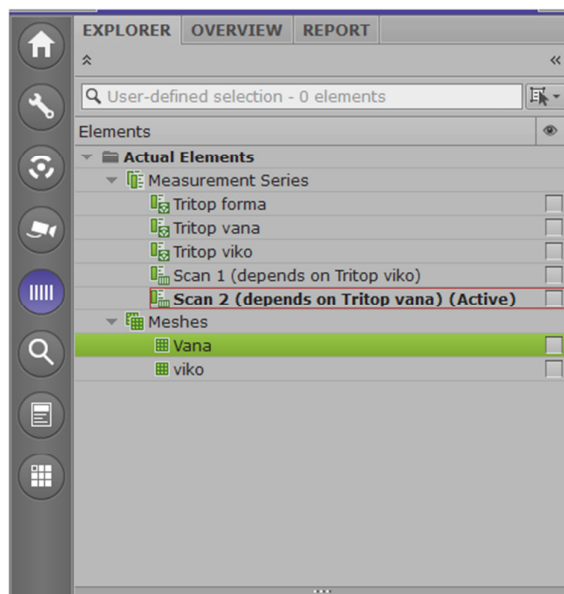 EXPLORER OVERVIEW REPORT
User-defined selection - 0 elements
Elements
Actual Elements
Measurement Series
Tritop forma
Tritop vana
Tritop viko
Scan 1 (depends on Tritop viko)
Scan 2 (depends on Tritop vana) (Active)
Meshes
Vana
viko